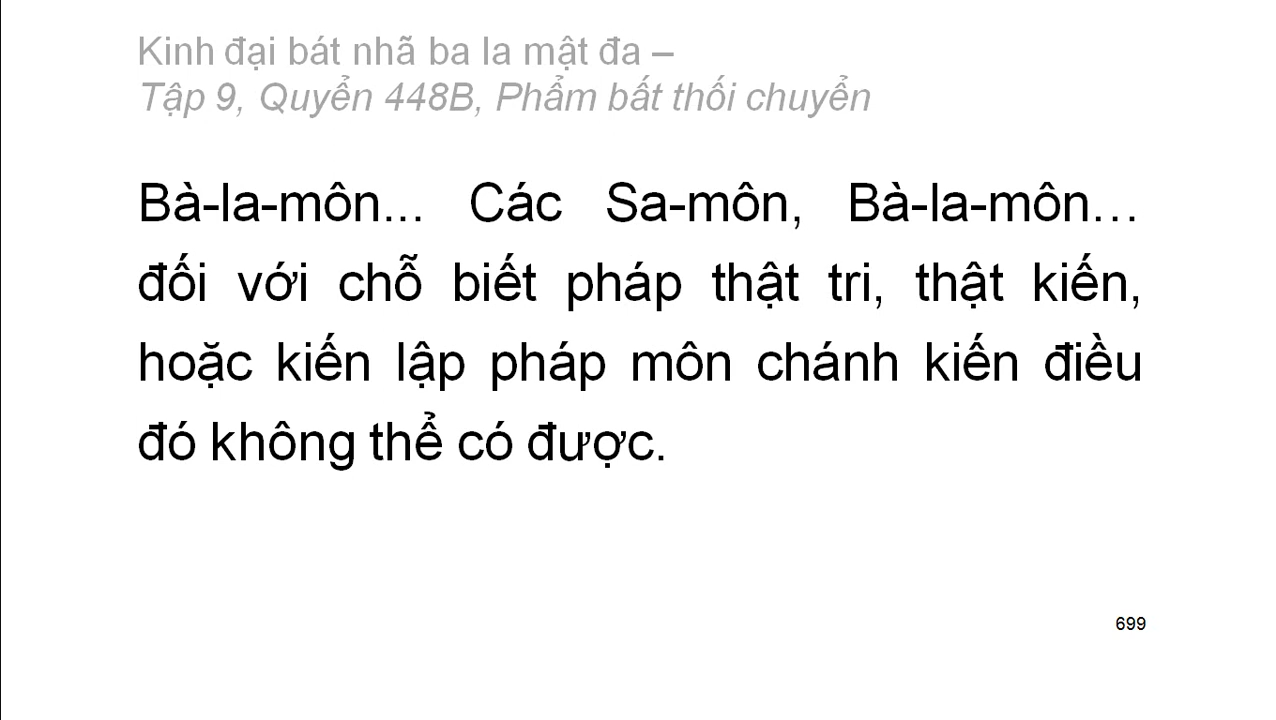 Kinh đại bát nhã ba la mật đa –
Tập 9, Quyển 448B, Phẩm bất thối chuyển
Bà-la-môn... Các Sa-môn, Bà-la-môn…
đối với chỗ biết pháp thật tri, thật kiến,
hoặc kiến lập pháp môn chánh kiến điều
đó không thể có được.
699